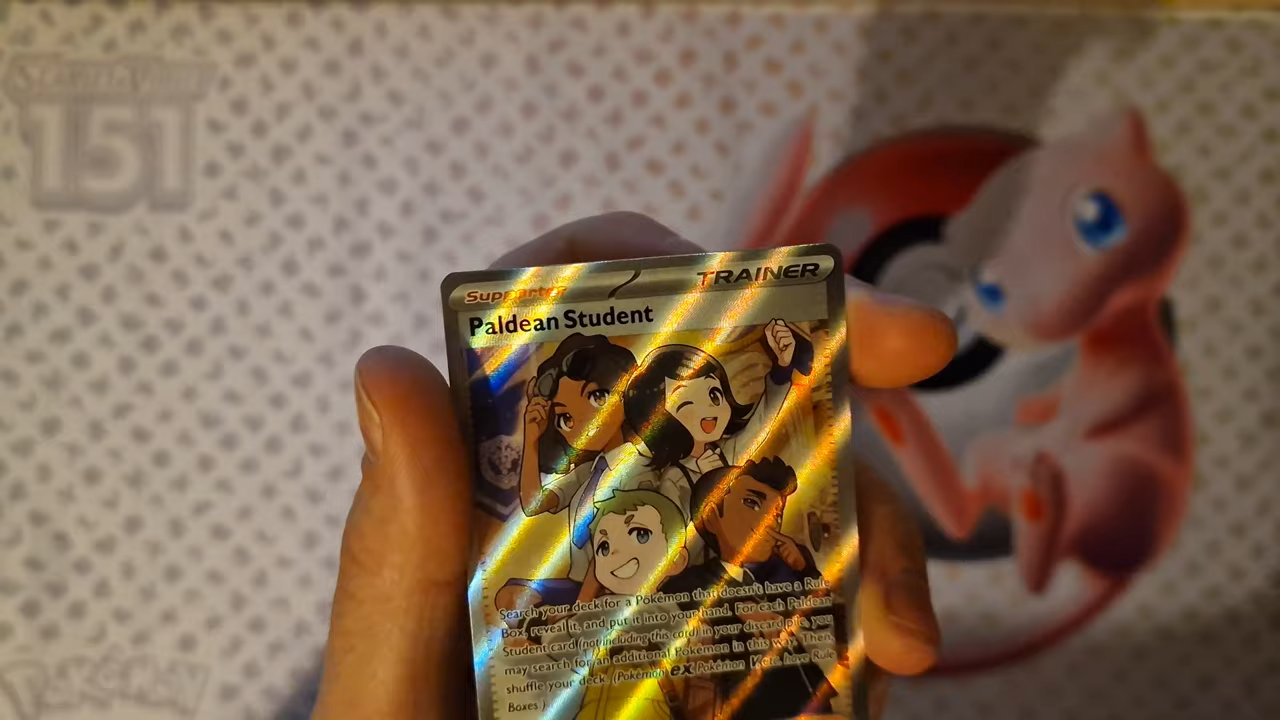 SCARLET & VIOLET
151
Supporter
TRAINER
Paldean Student
Search your deck for a Pokémon that doesn't have a Rule
Box, reveal it, and put it into your hand. For each Paldean
Student card (not including this card) in your discard pile, you
may search for an additional Pokémon in this way. Then,
shuffle your deck. (Pokémon ex, Pokémon V, etc. have Rule
Boxes.)